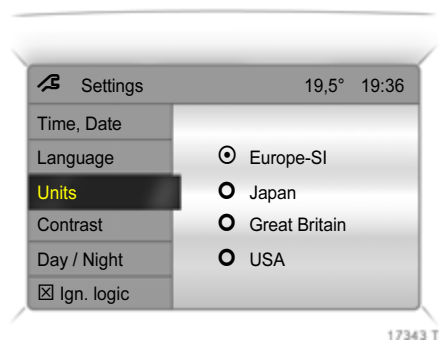 Settings 19,5° 19:36
Time, Date
Language
Units
Contrast
Day / Night
☒ Ign. logic
Europe-SI
Japan
Great Britain
USA
17343 T